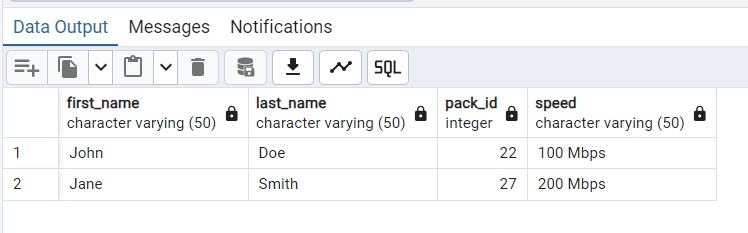 Data Output Messages Notifications
SQL
first_name last_name pack_id speed
character varying (50) character varying (50) integer character varying (50)
1 John Doe 22 100 Mbps
2 Jane Smith 27 200 Mbps